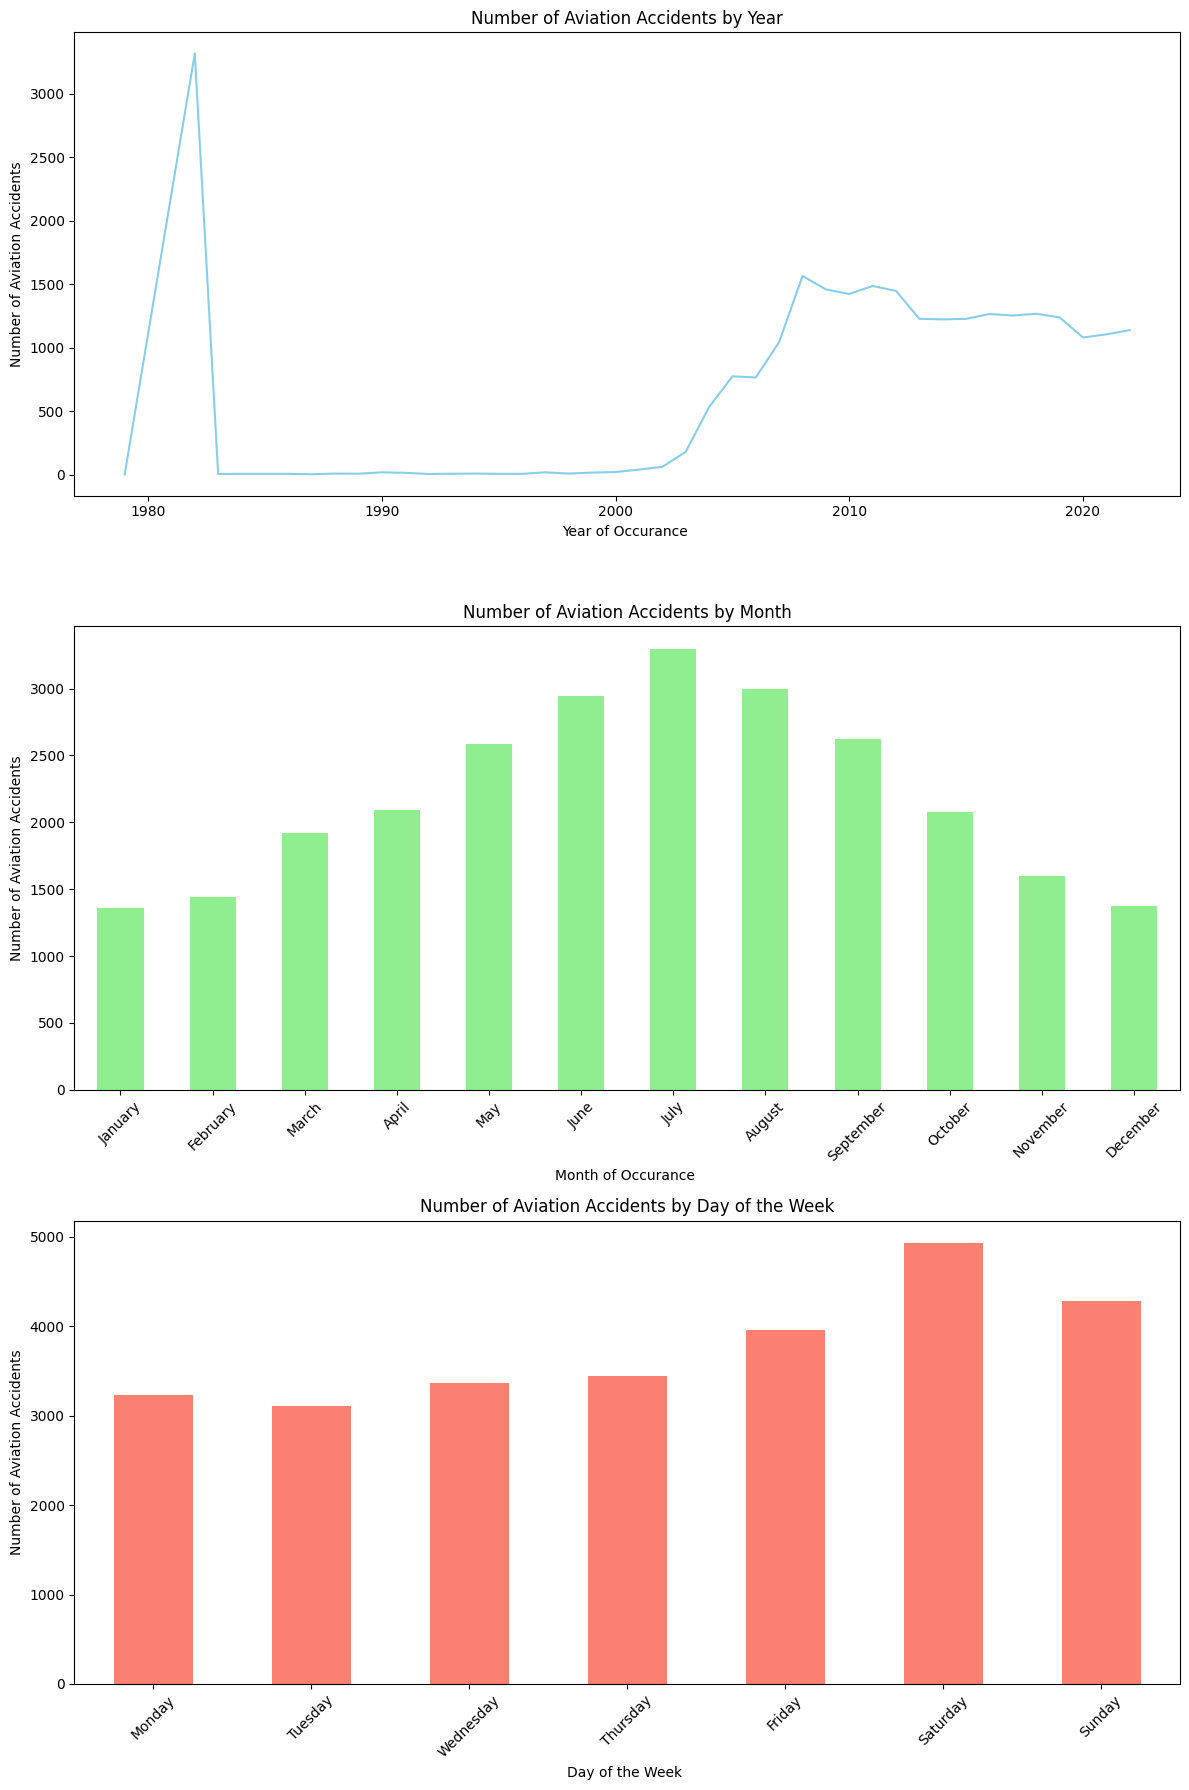 Number of Aviation Accidents by Year
Number of Aviation Accidents
3000
2500
2000
1500
1000
500
0
1980 1990 2000 2010 2020
Year of Occurance
Number of Aviation Accidents by Month
Number of Aviation Accidents
3000
2500
2000
1500
1000
500
0
January February March April May June July August September October November December
Month of Occurance
Number of Aviation Accidents by Day of the Week
Number of Aviation Accidents
5000
4000
3000
2000
1000
0
Monday Tuesday Wednesday Thursday Friday Saturday Sunday
Day of the Week